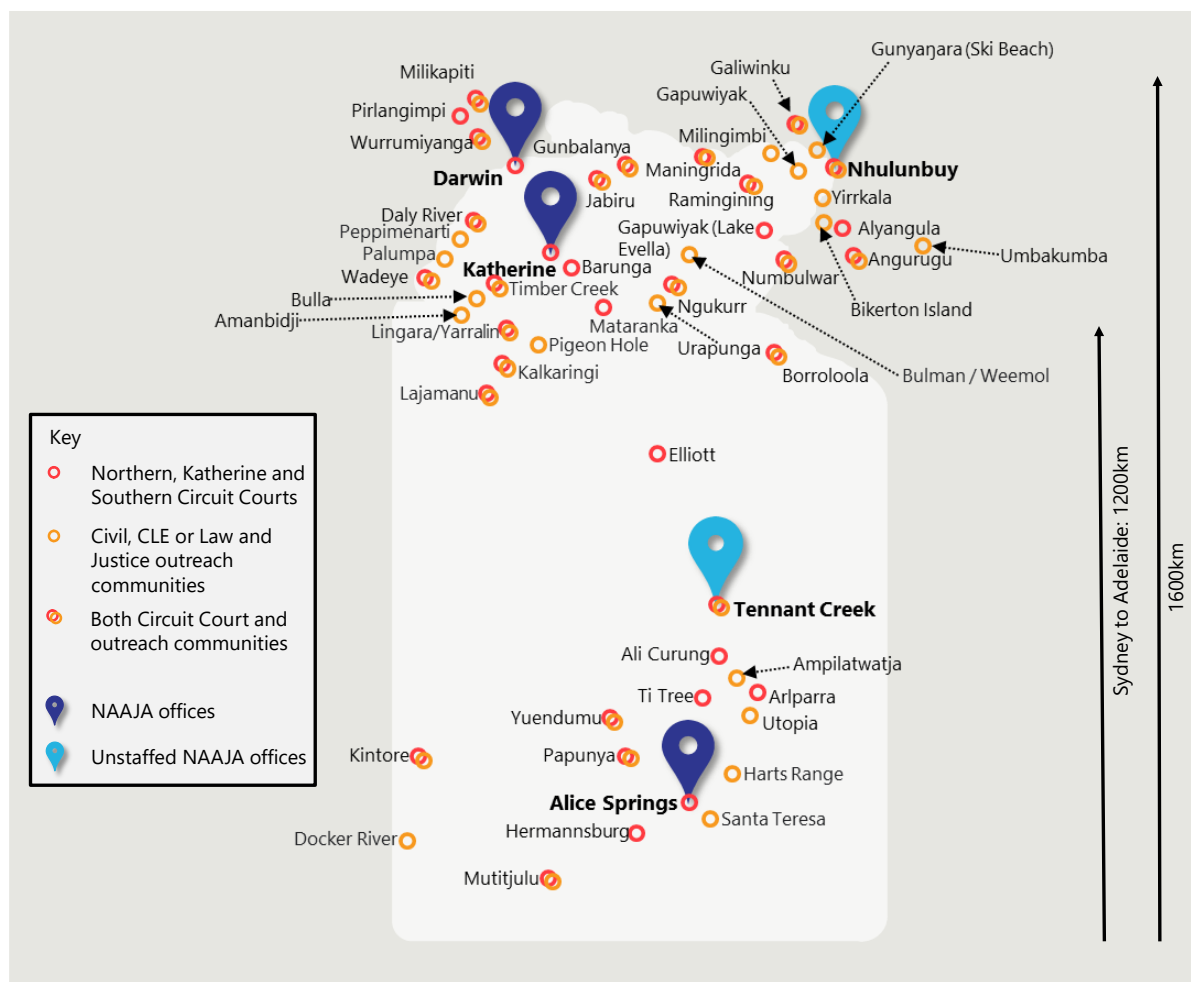 Gunyaŋara (Ski Beach)
Galiwinku
Milikapiti
Gapuwiyak
Pirlangimpi
Milingimbi
Wurrumiyanga
Gunbalanya
Maningrida
Nhulunbuy
Darwin
Jabiru
Ramingining
Yirrkala
Daly River
Peppimenarti
Gapuwiyak (Lake
Evella)
Alyangula
Umbakumba
Palumpa
Katherine
Barunga
Angurugu
Wadeye
Numbulwar
Timber Creek
Bulla
Ngukurr
Bikerton Island
Amanbidji
Lingara/Yarralin
Mataranka
Pigeon Hole
Urapunga
Kalkaringi
Borroloola
Bulman / Weemol
Lajamanu
Elliott
Tennant Creek
Ali Curung
Ampilatwatja
Ti Tree
Arlparra
Yuendumu
Utopia
Kintore
Papunya
Harts Range
Alice Springs
Santa Teresa
Hermannsburg
Docker River
Mutitjulu
Key
Northern, Katherine and
Southern Circuit Courts
Civil, CLE or Law and
Justice outreach
communities
Both Circuit Court and
outreach communities
NAAJA offices
Unstaffed NAAJA offices
Sydney to Adelaide: 1200km
1600km